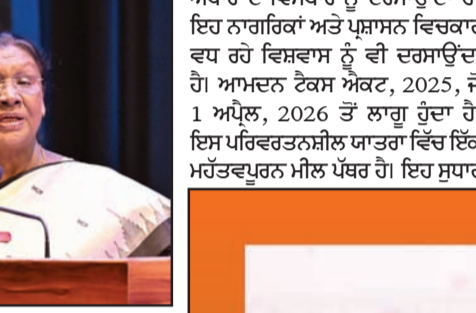 ਇਹ ਨਾਗਰਿਕਾਂ ਅਤੇ ਪ੍ਰਸ਼ਾਸਨ ਵਿਚਕਾਰ
ਵਧ ਰਹੇ ਵਿਸ਼ਵਾਸ ਨੂੰ ਵੀ ਦਰਸਾਉਂਦਾ
ਹੈ। ਆਮਦਨ ਟੈਕਸ ਐਕਟ, 2025, ਜੋ
1 ਅਪ੍ਰੈਲ, 2026 ਤੋਂ ਲਾਗੂ ਹੁੰਦਾ ਹੈ
ਇਸ ਪਰਿਵਰਤਨਸ਼ੀਲ ਯਾਤਰਾ ਵਿੱਚ ਇੱਕ
ਮਹੱਤਵਪੂਰਨ ਮੀਲ ਪੱਥਰ ਹੈ। ਇਹ ਸੁਧਾਰ